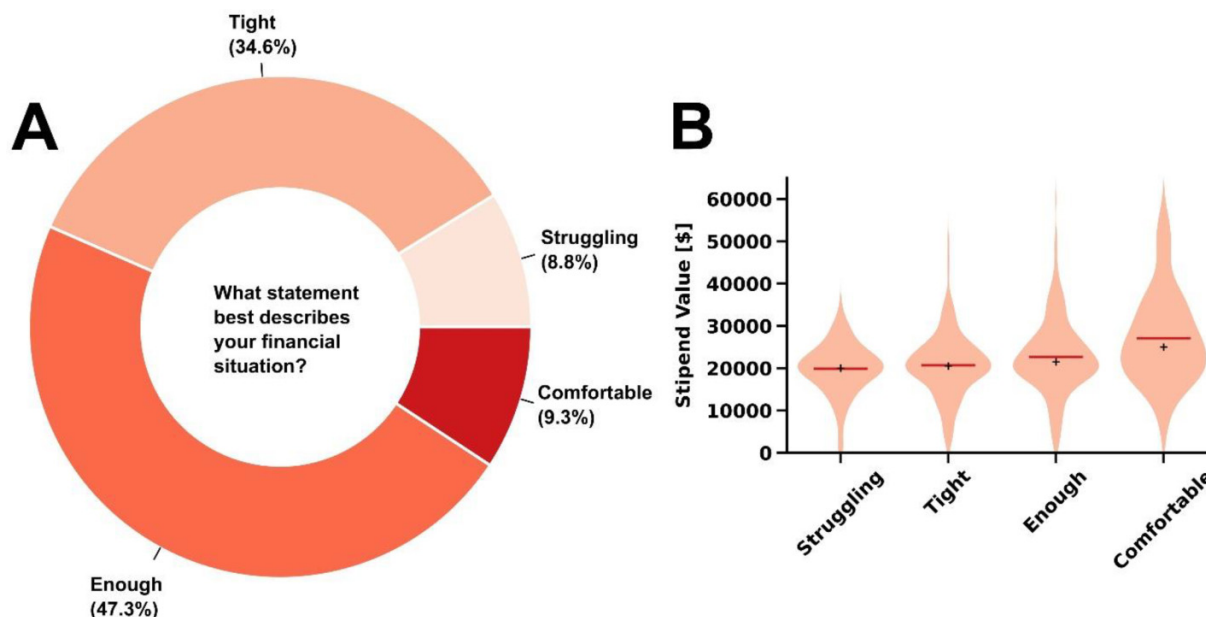 A
Tight
(34.6%)
Struggling
(8.8%)
What statement
best describes
your financial
situation?
Comfortable
(9.3%)
Enough
(47.3%)
B
Stipend Value [$]
60000
50000
40000
30000
20000
10000
0
Struggling
Tight
Enough
Comfortable